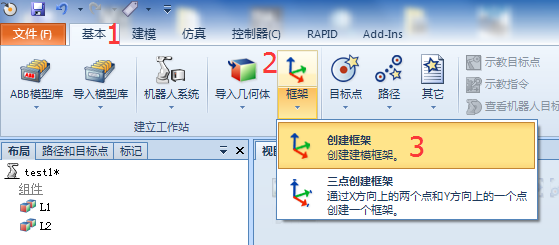 文件(F) 基本 1 建模 仿真 控制器(C) RAPID Add-Ins
2
ABB模型库 导入模型库 机器人系统 导入几何体 框架 目标点 路径 其它
示教目标点
示教指令
查看机器人目标
建立工作站
创建框架
创建建模框架。
3
三点创建框架
通过X方向上的两个点和Y方向上的一个点
创建一个框架。
布局 路径和目标点 标记
test1*
组件
L1
L2